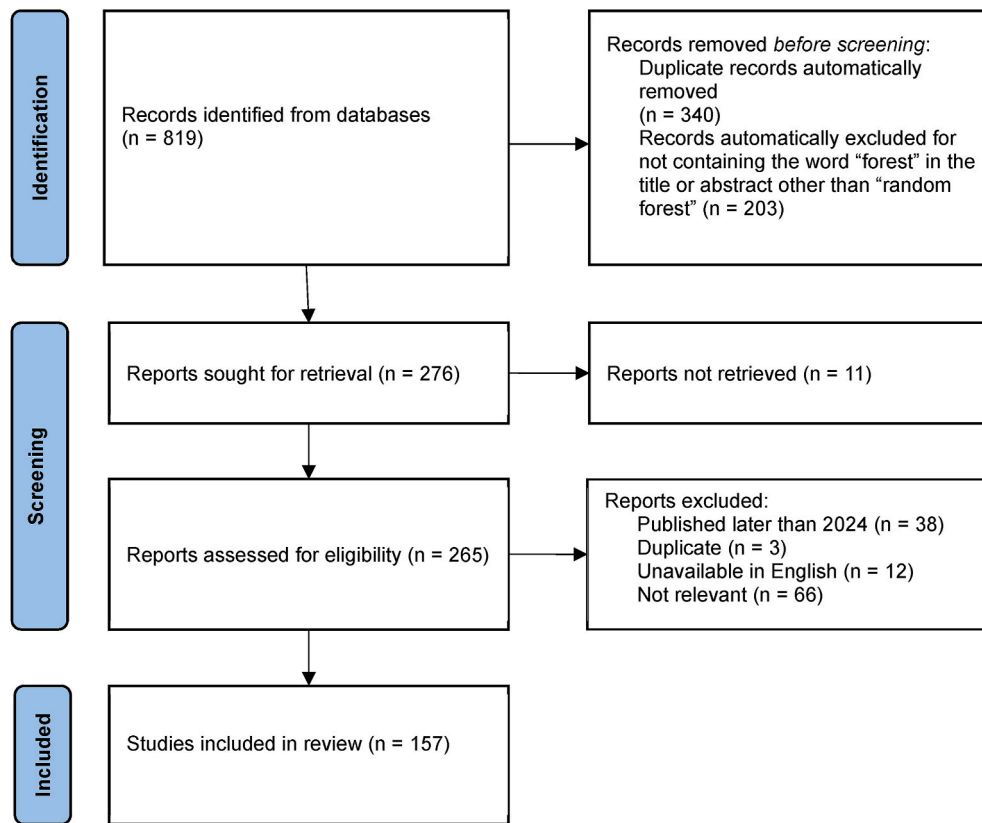 Identification
Records identified from databases
(n = 819)
Records removed before screening:
Duplicate records automatically
removed
(n = 340)
Records automatically excluded for
not containing the word “forest” in the
title or abstract other than “random
forest” (n = 203)
Screening
Reports sought for retrieval (n = 276)
Reports not retrieved (n = 11)
Reports assessed for eligibility (n = 265)
Reports excluded:
Published later than 2024 (n = 38)
Duplicate (n = 3)
Unavailable in English (n = 12)
Not relevant (n = 66)
Included
Studies included in review (n = 157)